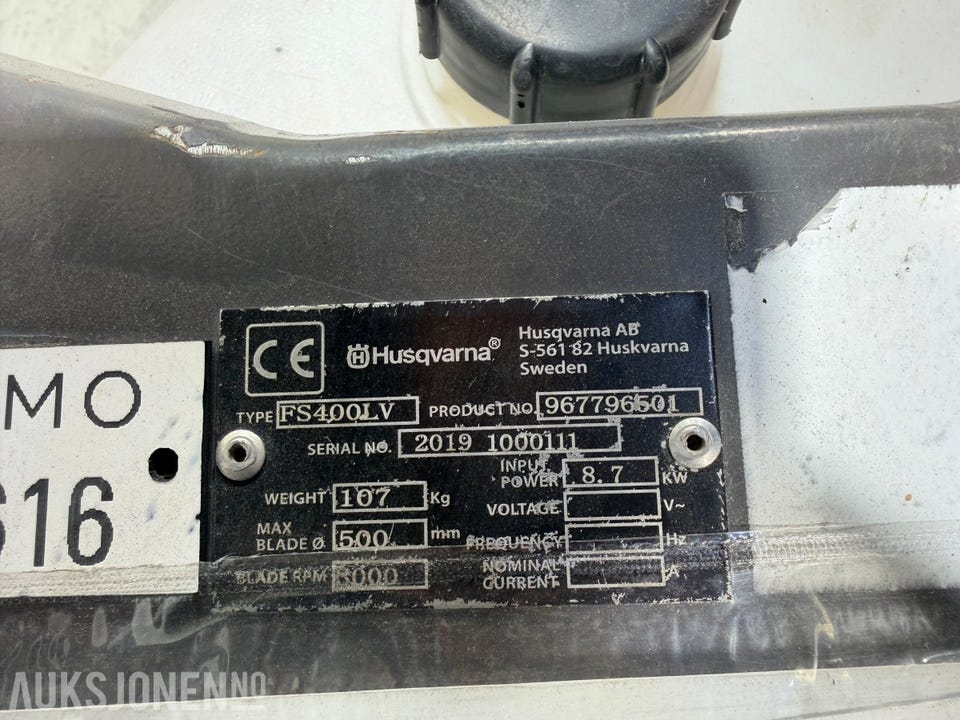 Husqvarna AB
S-561 82 Huskvarna
Sweden
CE Husqvarna®
TYPE FS400LV PRODUCT NO. 967796501
SERIAL NO. 2019 1000111
WEIGHT 107 Kg
MAX BLADE Ø 500 mm
BLADE RPM 3000
INPUT POWER 8.7 KW
VOLTAGE V~
FREQUENCY Hz
NOMINAL CURRENT A
MO
616
AUKSJONEN.NO